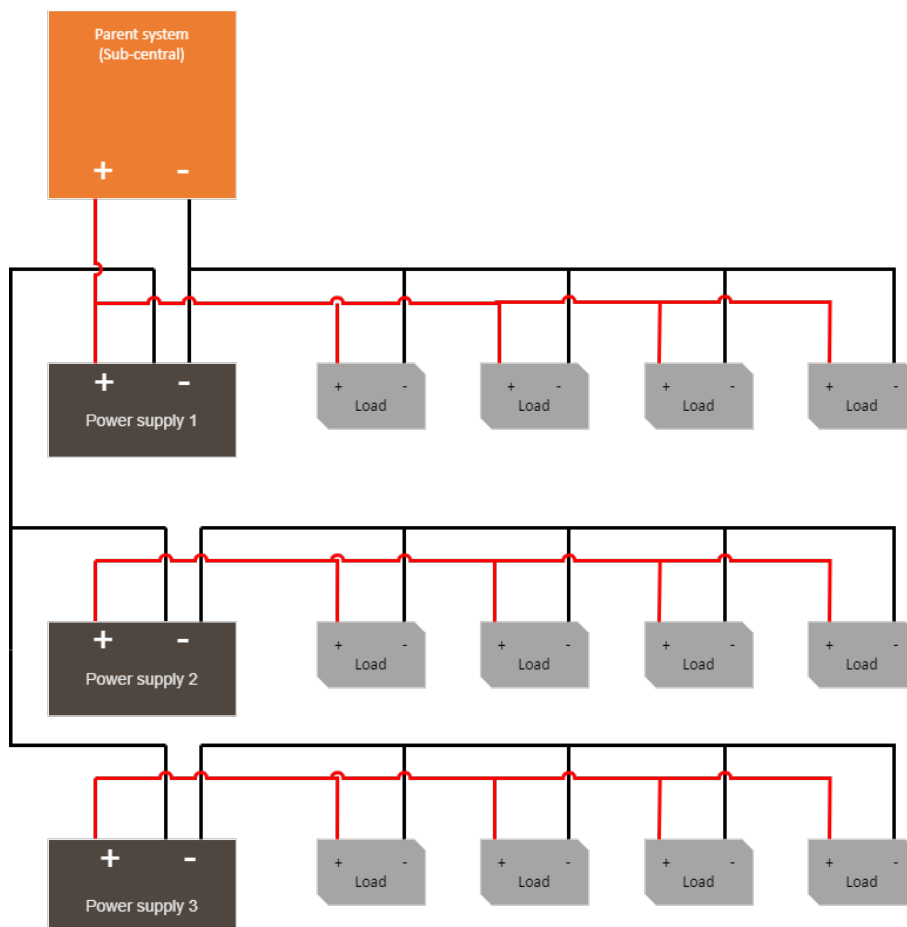 Parent system
(Sub-central)
+ -
+ -
Power supply 1
+ -
Load
+ -
Load
+ -
Load
+ -
Load
+ -
Power supply 2
+ -
Load
+ -
Load
+ -
Load
+ -
Load
+ -
Power supply 3
+ -
Load
+ -
Load
+ -
Load
+ -
Load